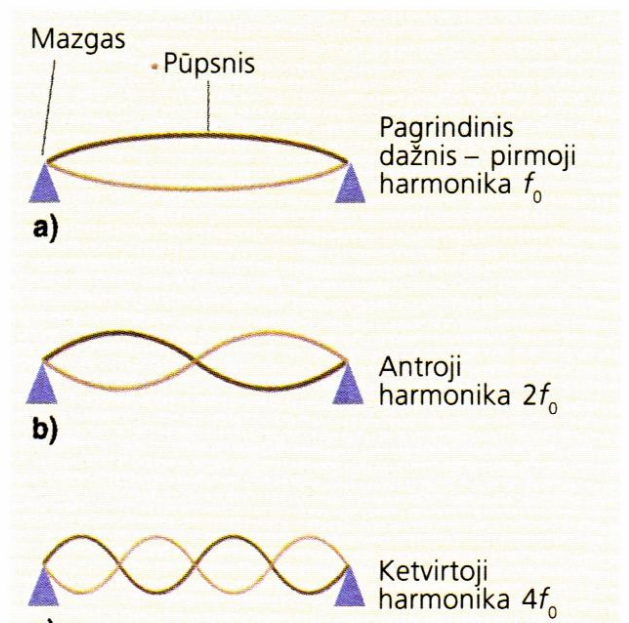 Mazgas
Pūpsnis
Pagrindinis
dažnis – pirmoji
harmonika f₀
a)
Antroji
harmonika 2f₀
b)
Ketvirtoji
harmonika 4f₀